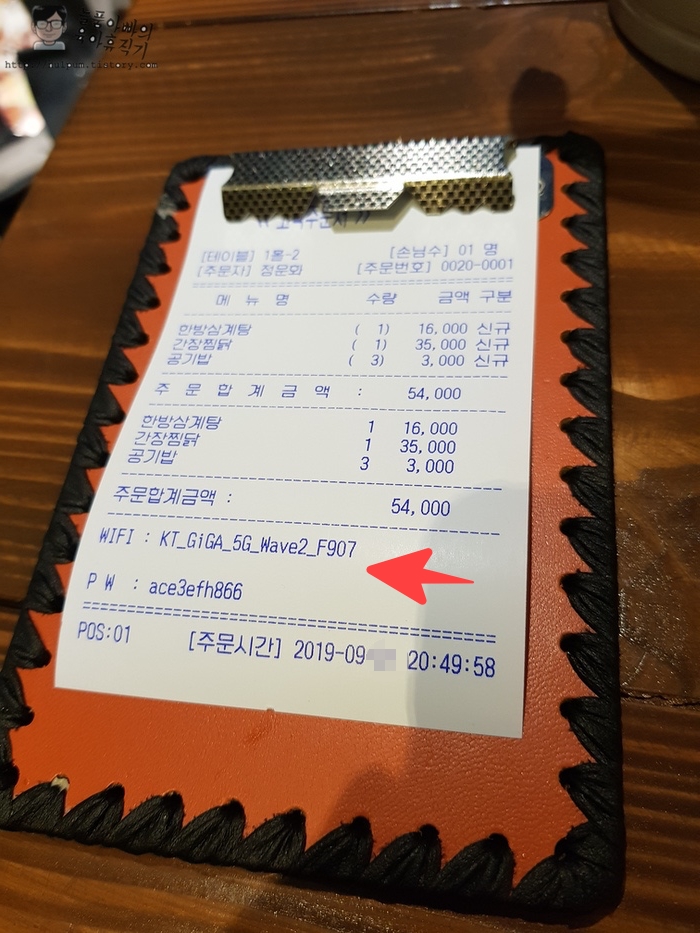 http://pulpum.tistory.com
[테이블] 1홀-2 [손님수] 01 명
[주문자] 정문화 [주문번호] 0020-0001
메 뉴 명 수량 금액 구분
한방삼계탕 ( 1) 16,000 신규
간장찜닭 ( 1) 35,000 신규
공기밥 ( 3) 3,000 신규
주 문 합 계 금 액 : 54,000
한방삼계탕 1 16,000
간장찜닭 1 35,000
공기밥 3 3,000
주문합계금액 : 54,000
WIFI : KT_GiGA_5G_Wave2_F907
P W : ace3efh866
POS:01 [주문시간] 2019-09 20:49:58